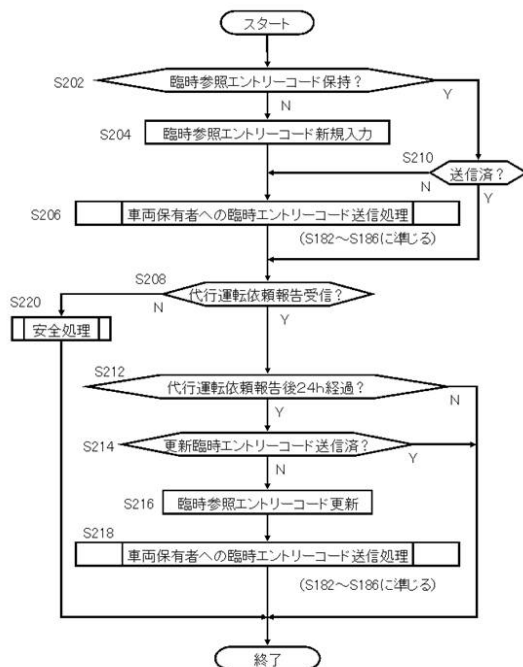 スタート
S202
臨時参照エントリーコード保持?
Y
N
S204
臨時参照エントリーコード新規入力
S210
送信済?
N
Y
S206
車両保有者への臨時エントリーコード送信処理
(S182~S186に準じる)
S208
代行運転依頼報告受信?
S220
N
Y
安全処理
S212
代行運転依頼報告後24h経過?
N
Y
S214
更新臨時エントリーコード送信済?
Y
N
S216
臨時参照エントリーコード更新
S218
車両保有者への臨時エントリーコード送信処理
(S182~S186に準じる)
終了